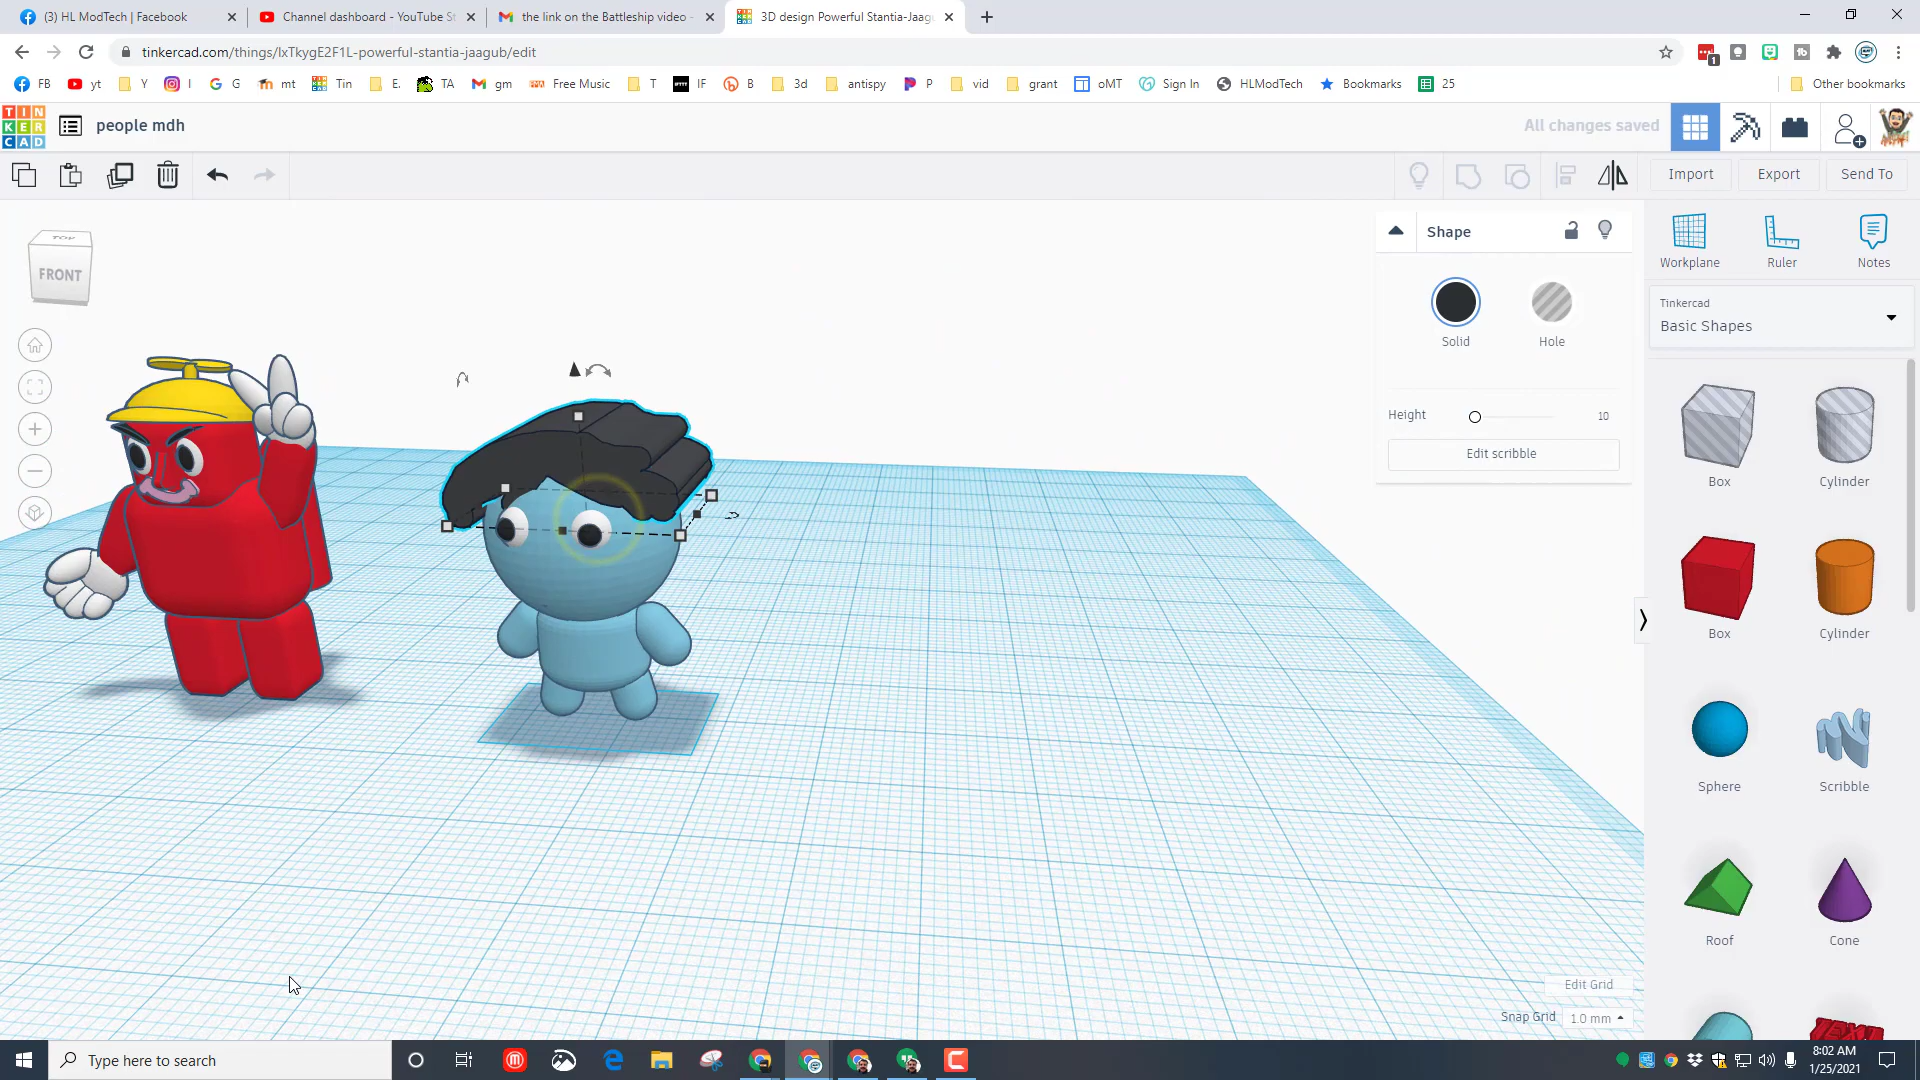 (3) HL ModTech | Facebook
Channel dashboard - YouTube St
the link on the Battleship video -
3D design Powerful Stantia-Jaagu
tinkercad.com/things/lxTkygE2F1L-powerful-stantia-jaagub/edit
1
FB
yt
Y
I
G
mt
Tin
E.
TA
gm
Free Music
T
IF
B
3d
antispy
P
vid
grant
oMT
Sign In
HLModTech
Bookmarks
25
Other bookmarks
TIN
KER
CAD
people mdh
All changes saved
Import
Export
Send To
TOP
FRONT
Shape
Solid
Hole
Height
10
Edit scribble
Workplane
Ruler
Notes
Tinkercad
Basic Shapes
Box
Cylinder
Box
Cylinder
Sphere
Scribble
Roof
Cone
TEXT
Edit Grid
Snap Grid
1.0 mm
Type here to search
8:02 AM
1/25/2021